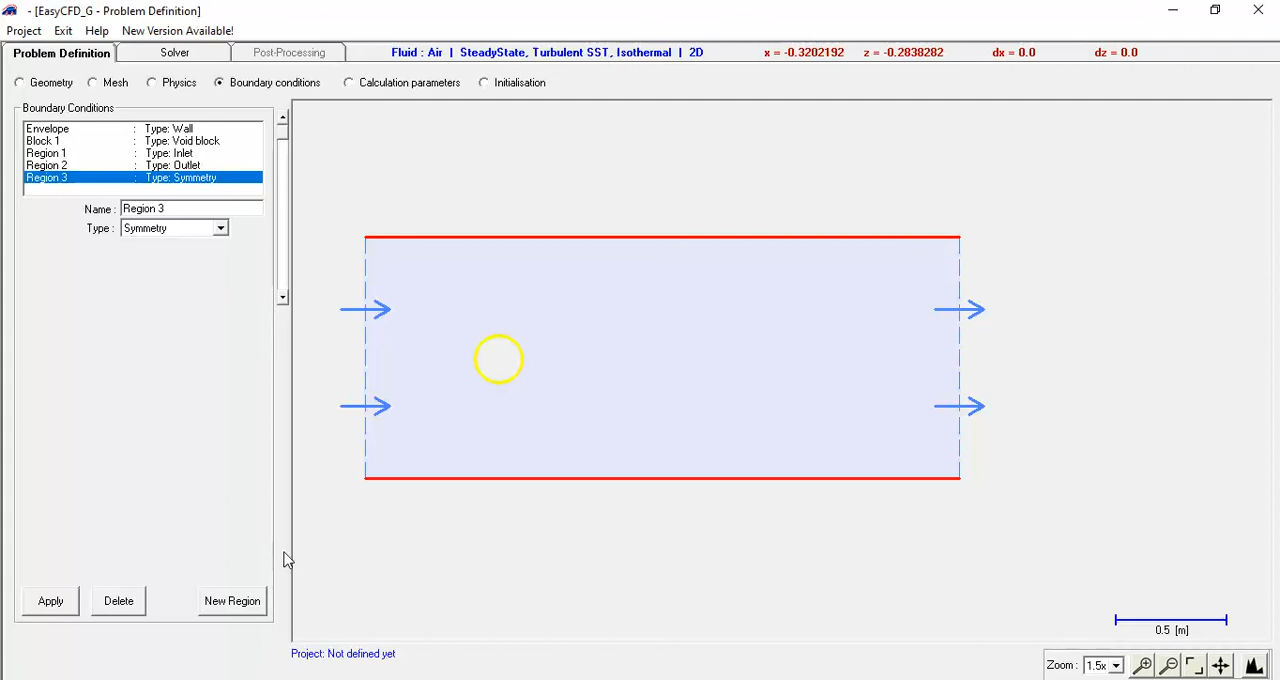 - [EasyCFD_G - Problem Definition]
Project Exit Help New Version Available!
Problem Definition Solver Post-Processing Fluid : Air | SteadyState, Turbulent SST, Isothermal | 2D x = -0.3202192 z = -0.2838282 dx = 0.0 dz = 0.0
Geometry Mesh Physics Boundary conditions Calculation parameters Initialisation
Boundary Conditions
Envelope : Type: Wall
Block 1 : Type: Void block
Region 1 : Type: Inlet
Region 2 : Type: Outlet
Region 3 : Type: Symmetry
Name : Region 3
Type : Symmetry
Apply Delete New Region
0.5 [m]
Project: Not defined yet
Zoom : 1.5x